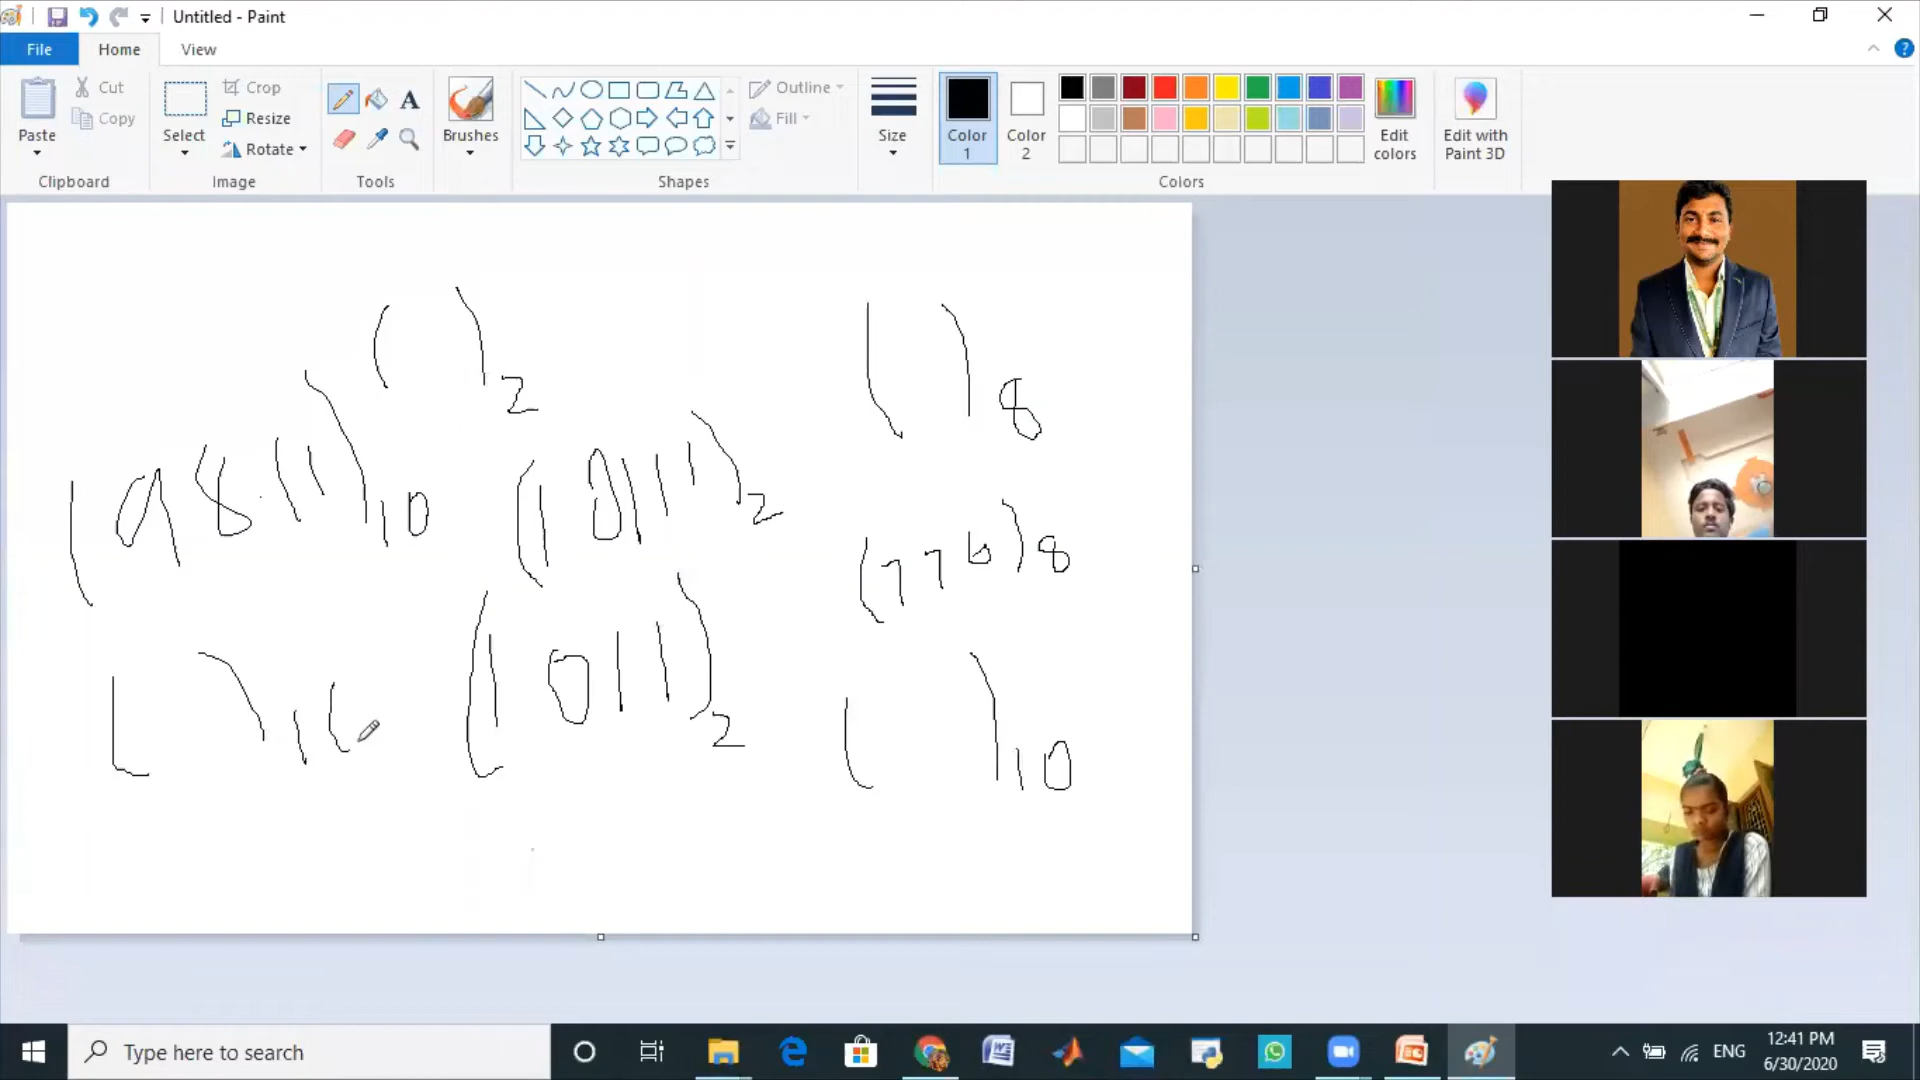 Untitled - Paint
File Home View
Paste
Cut
Copy
Clipboard
Select
Crop
Resize
Rotate
Image
Tools
Brushes
Shapes
Outline
Fill
Size
Color 1
Color 2
Edit colors
Edit with Paint 3D
Colors
( )2
( )8
(98.11)10
(10111)2
(776)8
( )16
(1011)2
( )10
Type here to search
ENG
12:41 PM
6/30/2020